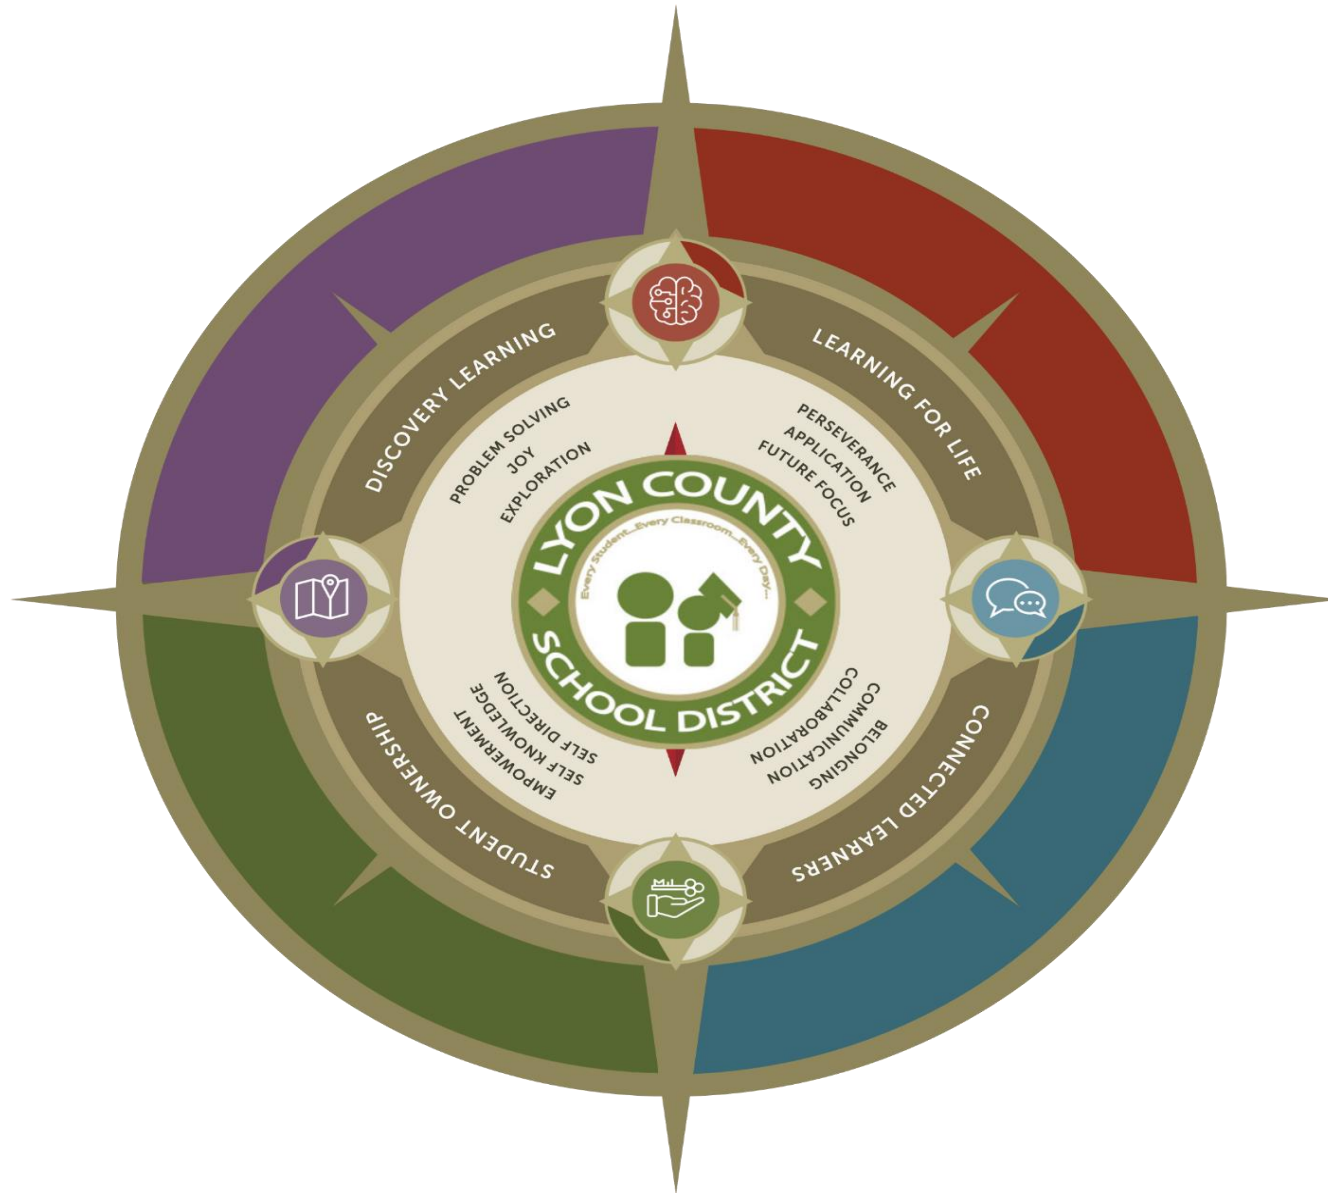 DISCOVERY LEARNING
PROBLEM SOLVING
JOY
EXPLORATION
LEARNING FOR LIFE
PERSEVERANCE
APPLICATION
FUTURE FOCUS
LYON COUNTY
Every Student...Every Classroom...Every Day...
SCHOOL DISTRICT
SELF DIRECTION
SELF KNOWLEDGE
EMPOWERMENT
STUDENT OWNERSHIP
COLLABORATION
COMMUNICATION
BELONGING
CONNECTED LEARNERS